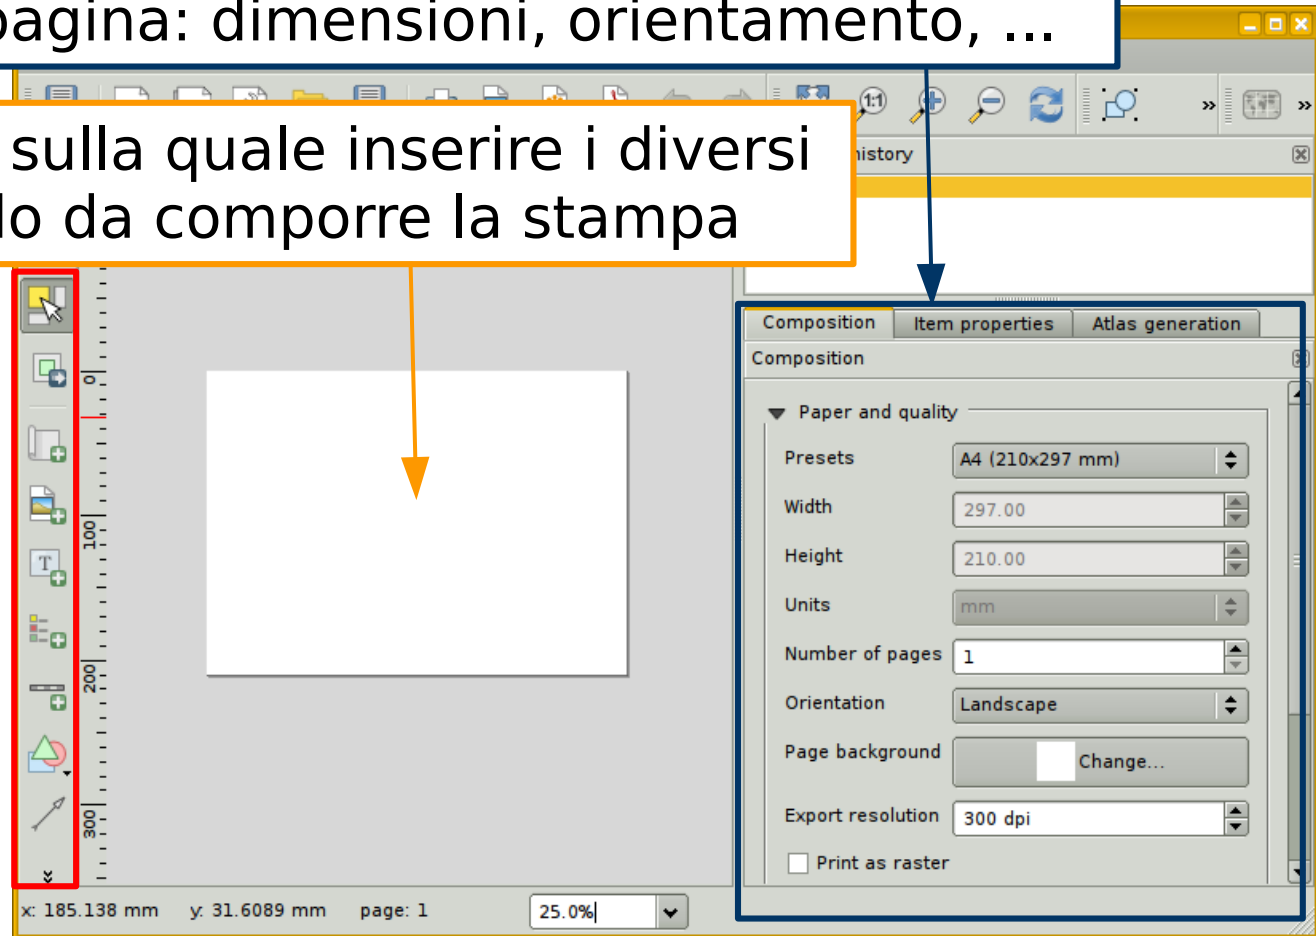 pagina: dimensioni, orientamento, ...
sulla quale inserire i diversi
da comporre la stampa
1:1
» »
history
Composition Item properties Atlas generation
Composition
Paper and quality
Presets A4 (210x297 mm)
Width 297.00
Height 210.00
Units mm
Number of pages 1
Orientation Landscape
Page background Change...
Export resolution 300 dpi
Print as raster
0
100
200
300
T
x: 185.138 mm y: 31.6089 mm page: 1 25.0%